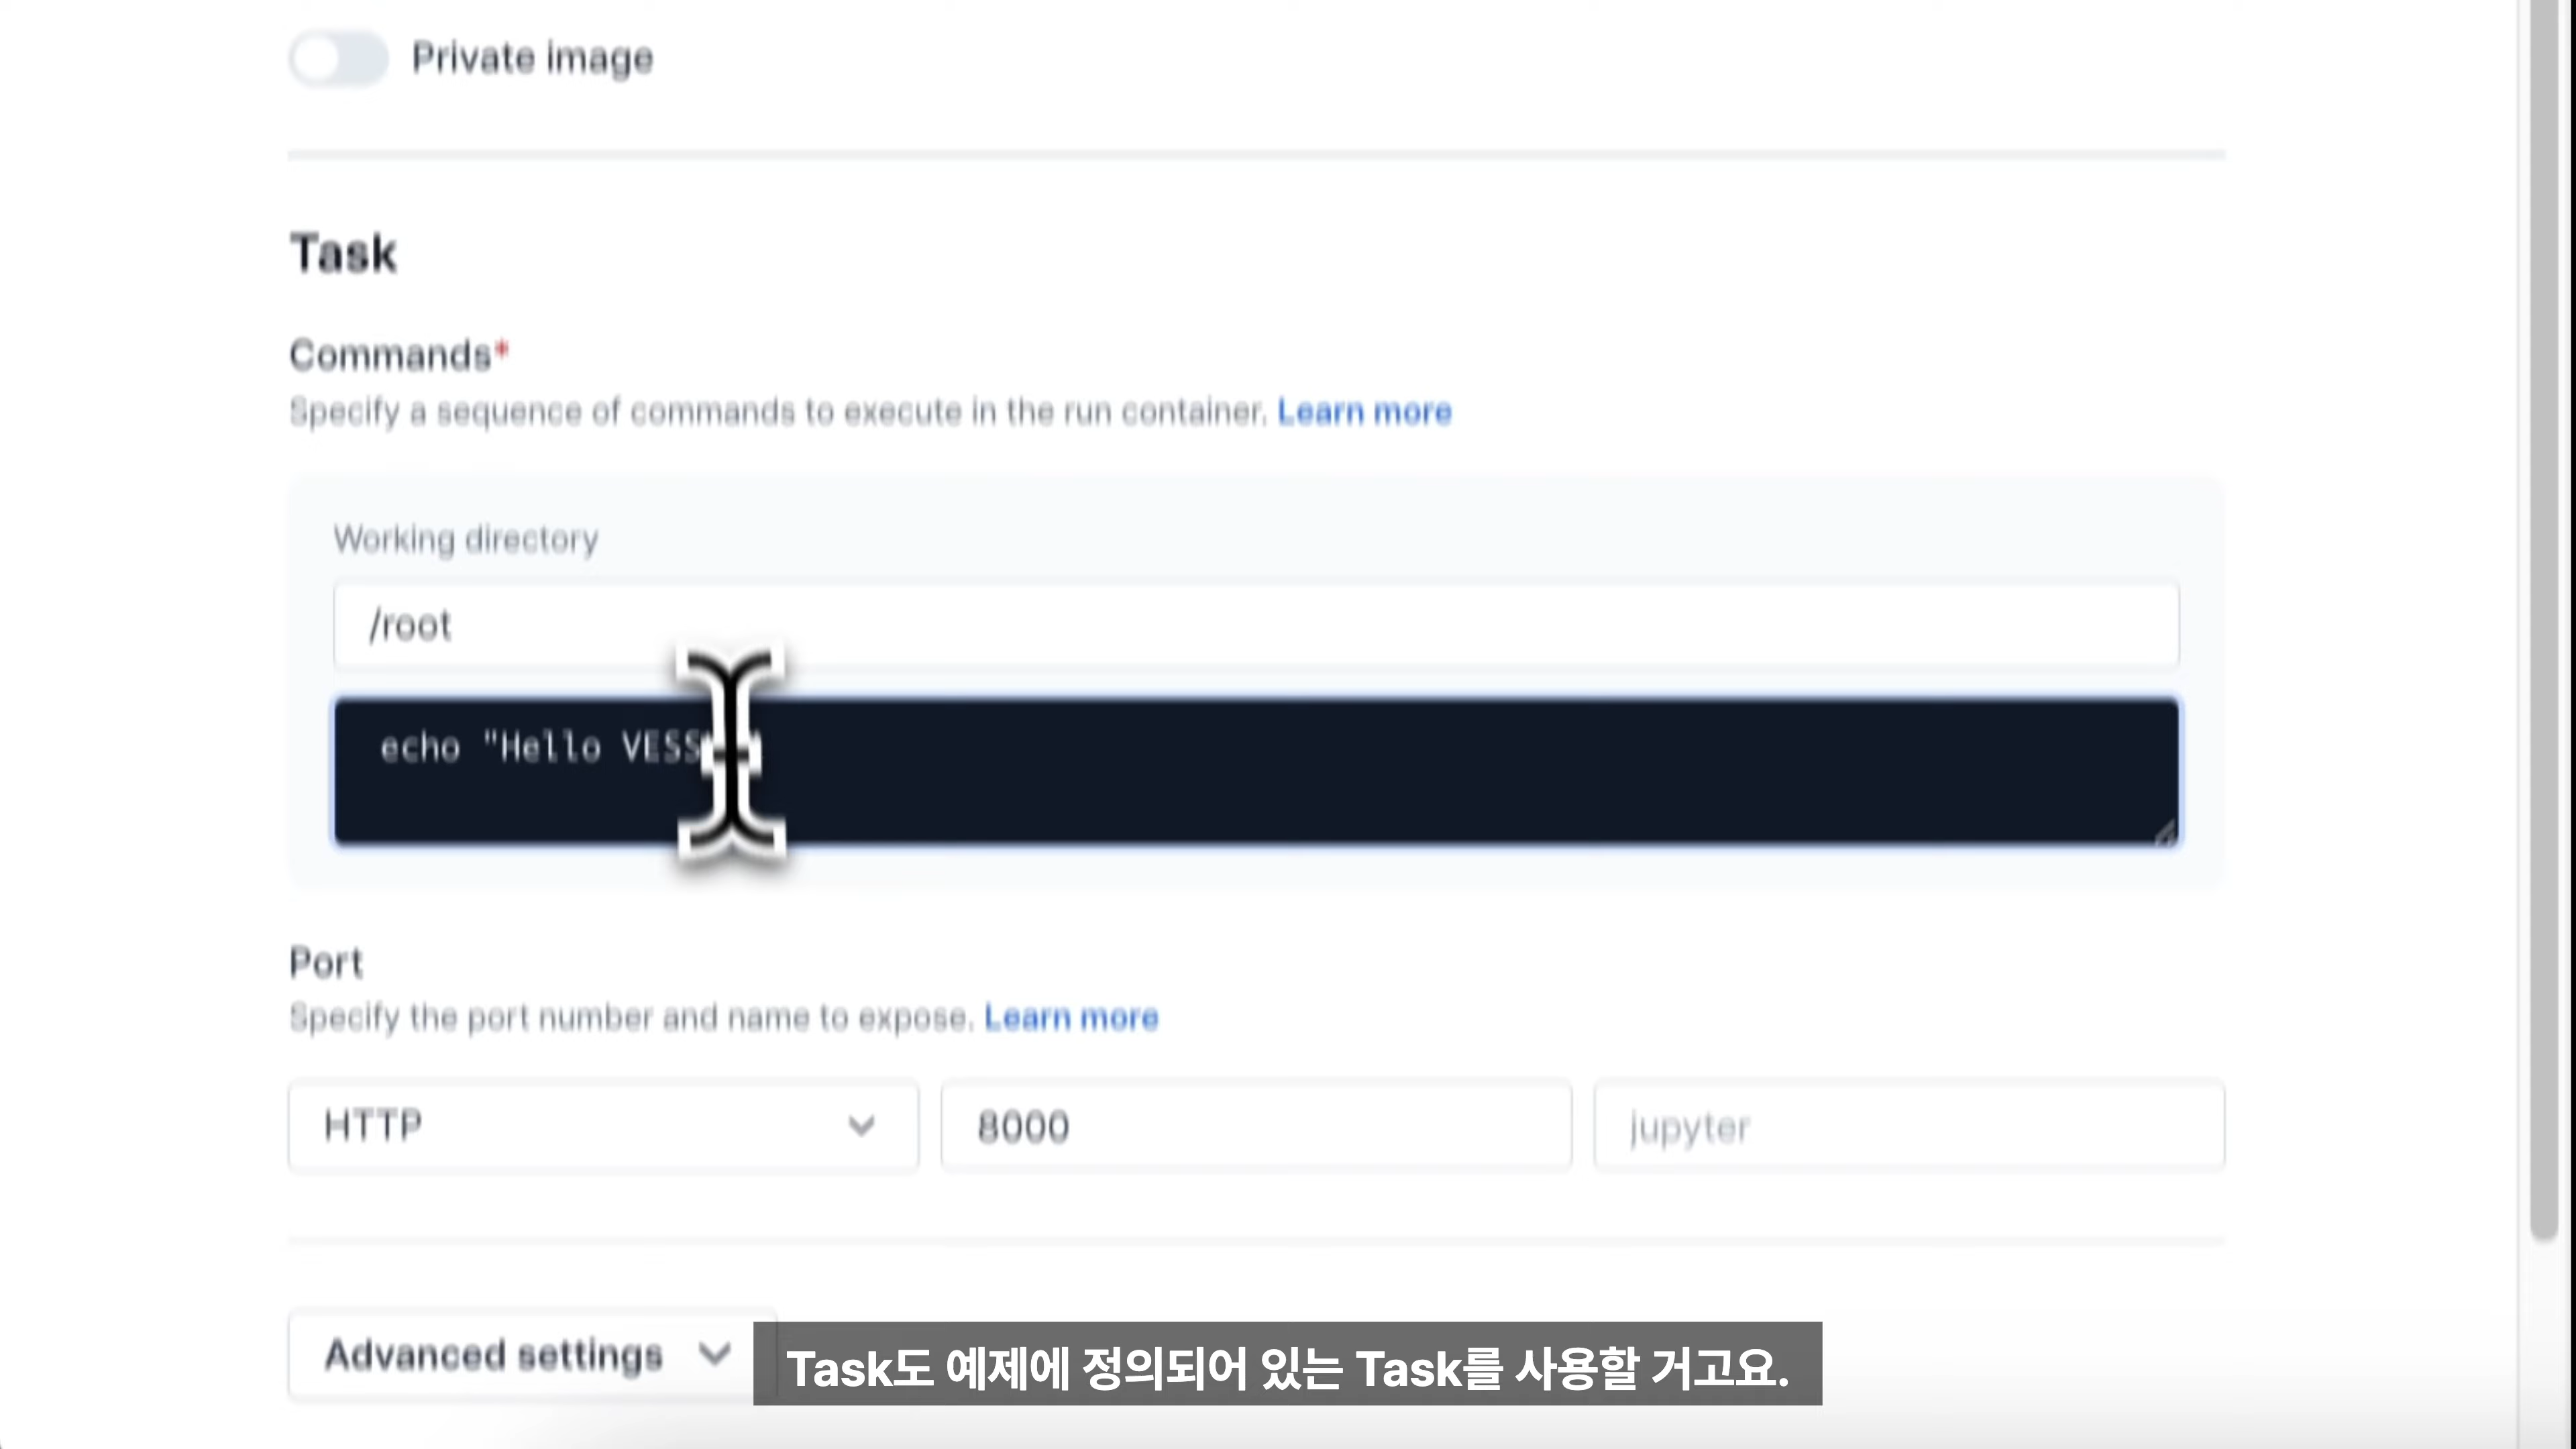 Private image
Task
Commands*
Specify a sequence of commands to execute in the run container. Learn more
Working directory
/root
echo "Hello
Port
Specify the port number and name to expose. Learn more
HTTP
8000
jupyter
Advanced settings
Task도 예제에 정의되어 있는 Task를 사용할 거고요.